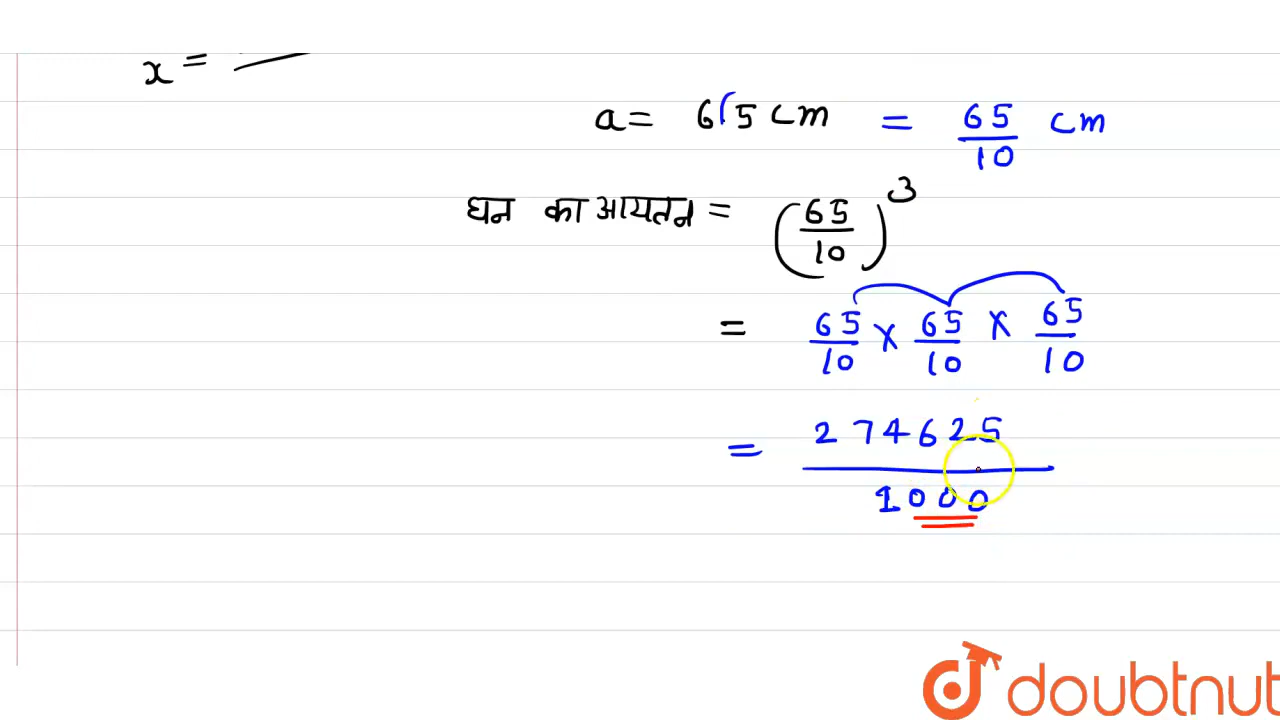 x =
a = 6.5 cm = 65/10 cm
घन का आयतन = (65/10)^3
= 65/10 × 65/10 × 65/10
= 274625/1000
doubtnut